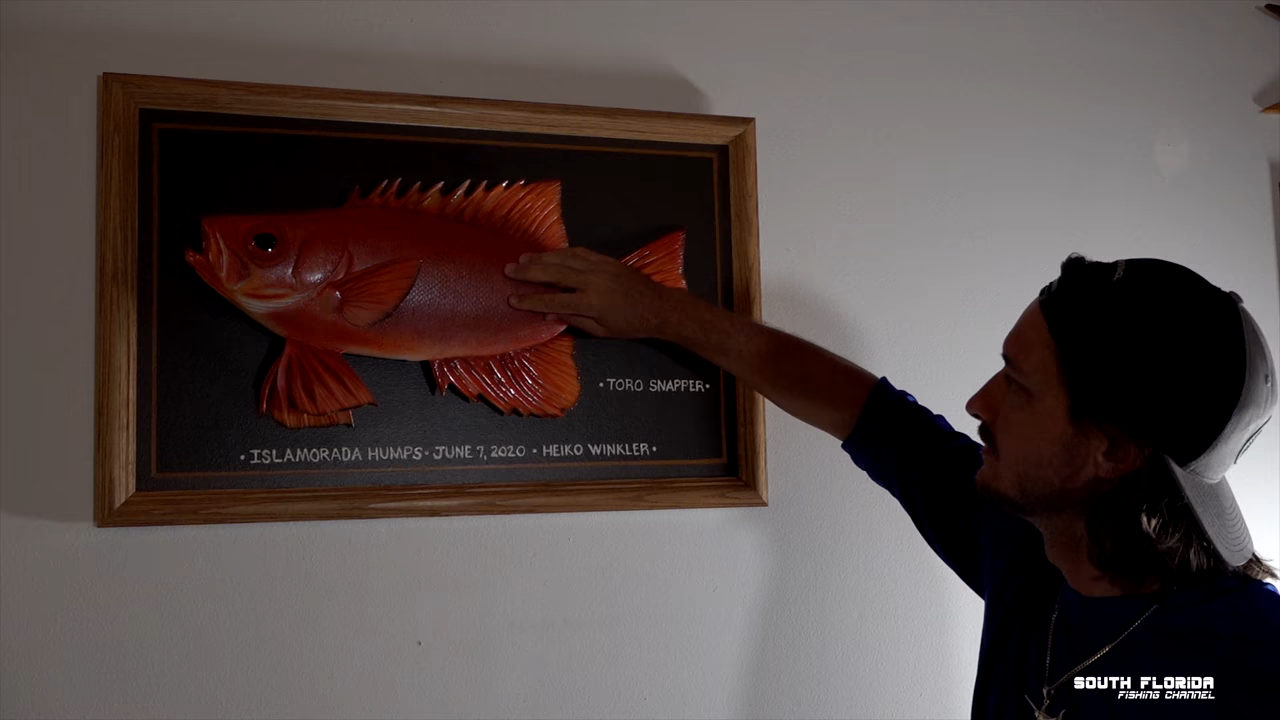 • TORO SNAPPER •
• ISLAMORADA HUMPS • JUNE 7, 2020 • HEIKO WINKLER •
SOUTH FLORIDA
FISHING CHANNEL